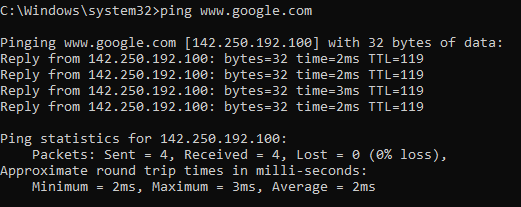 C:\Windows\system32>ping www.google.com
Pinging www.google.com [142.250.192.100] with 32 bytes of data:
Reply from 142.250.192.100: bytes=32 time=2ms TTL=119
Reply from 142.250.192.100: bytes=32 time=2ms TTL=119
Reply from 142.250.192.100: bytes=32 time=3ms TTL=119
Reply from 142.250.192.100: bytes=32 time=2ms TTL=119
Ping statistics for 142.250.192.100:
    Packets: Sent = 4, Received = 4, Lost = 0 (0% loss),
Approximate round trip times in milli-seconds:
    Minimum = 2ms, Maximum = 3ms, Average = 2ms